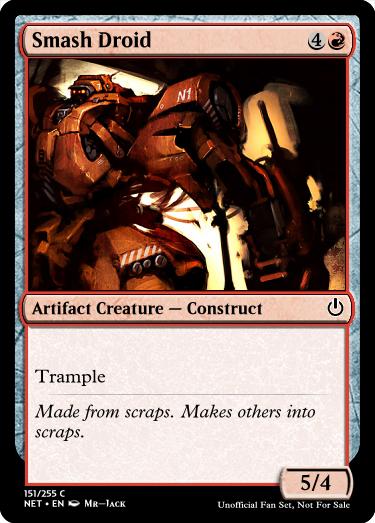 Smash Droid 4
N1
Artifact Creature — Construct
Trample
Made from scraps. Makes others into
scraps.
5/4
151/255 C
NET • EN Mr-Jack
Unofficial Fan Set, Not For Sale